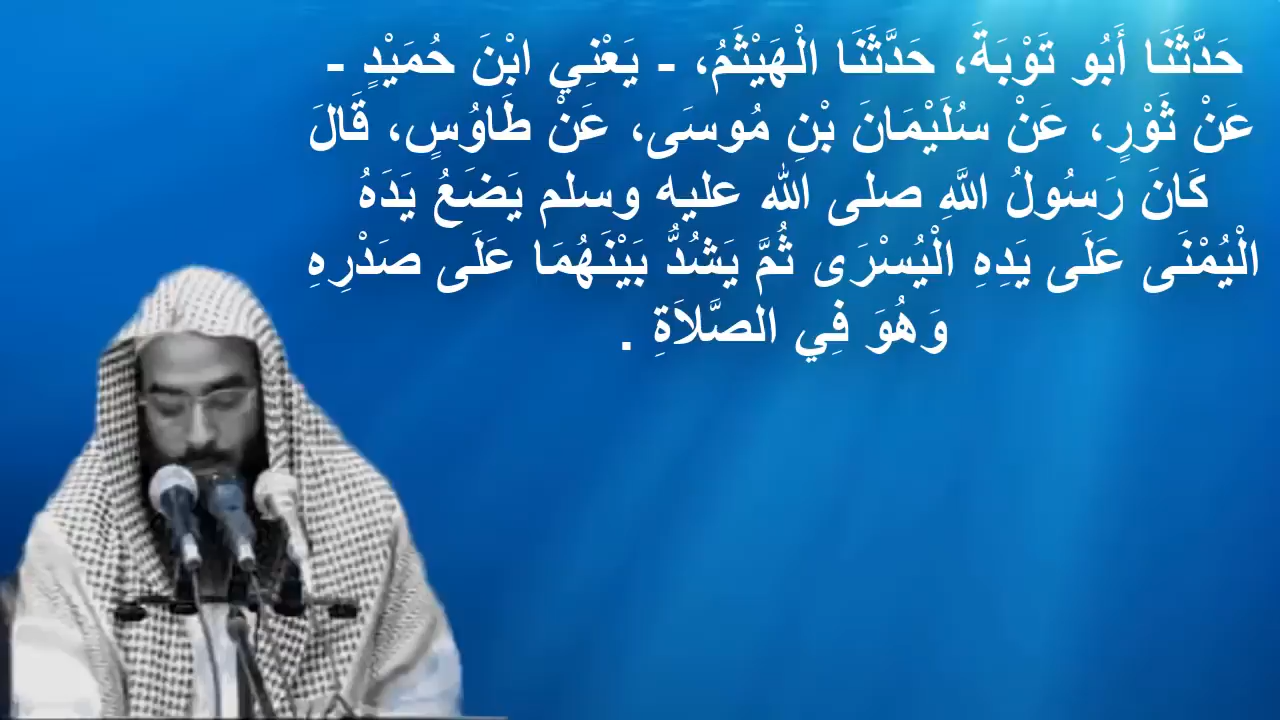 حَدَّثَنَا أَبُو تَوْبَةَ، حَدَّثَنَا الْهَيْثَمُ، - يَعْنِي ابْنَ حُمَيْدٍ -
عَنْ ثَوْرٍ، عَنْ سُلَيْمَانَ بْنِ مُوسَى، عَنْ طَاوُسٍ، قَالَ
كَانَ رَسُولُ اللَّهِ صلى الله عليه وسلم يَضَعُ يَدَهُ
الْيُمْنَى عَلَى يَدِهِ الْيُسْرَى ثُمَّ يَشُدُّ بَيْنَهُمَا عَلَى صَدْرِهِ
وَهُوَ فِي الصَّلاَةِ .